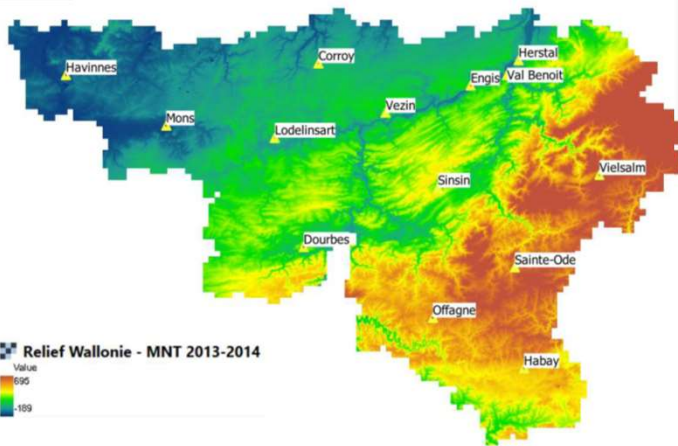 Herstal
Corroy
Havinnes
Engis
Val Benoit
Vezin
Mons
Lodelinsart
Vielsalm
Sinsin
Dourbes
Sainte-Ode
Offagne
Relief Wallonie - MNT 2013-2014
Habay
Value
695
-189